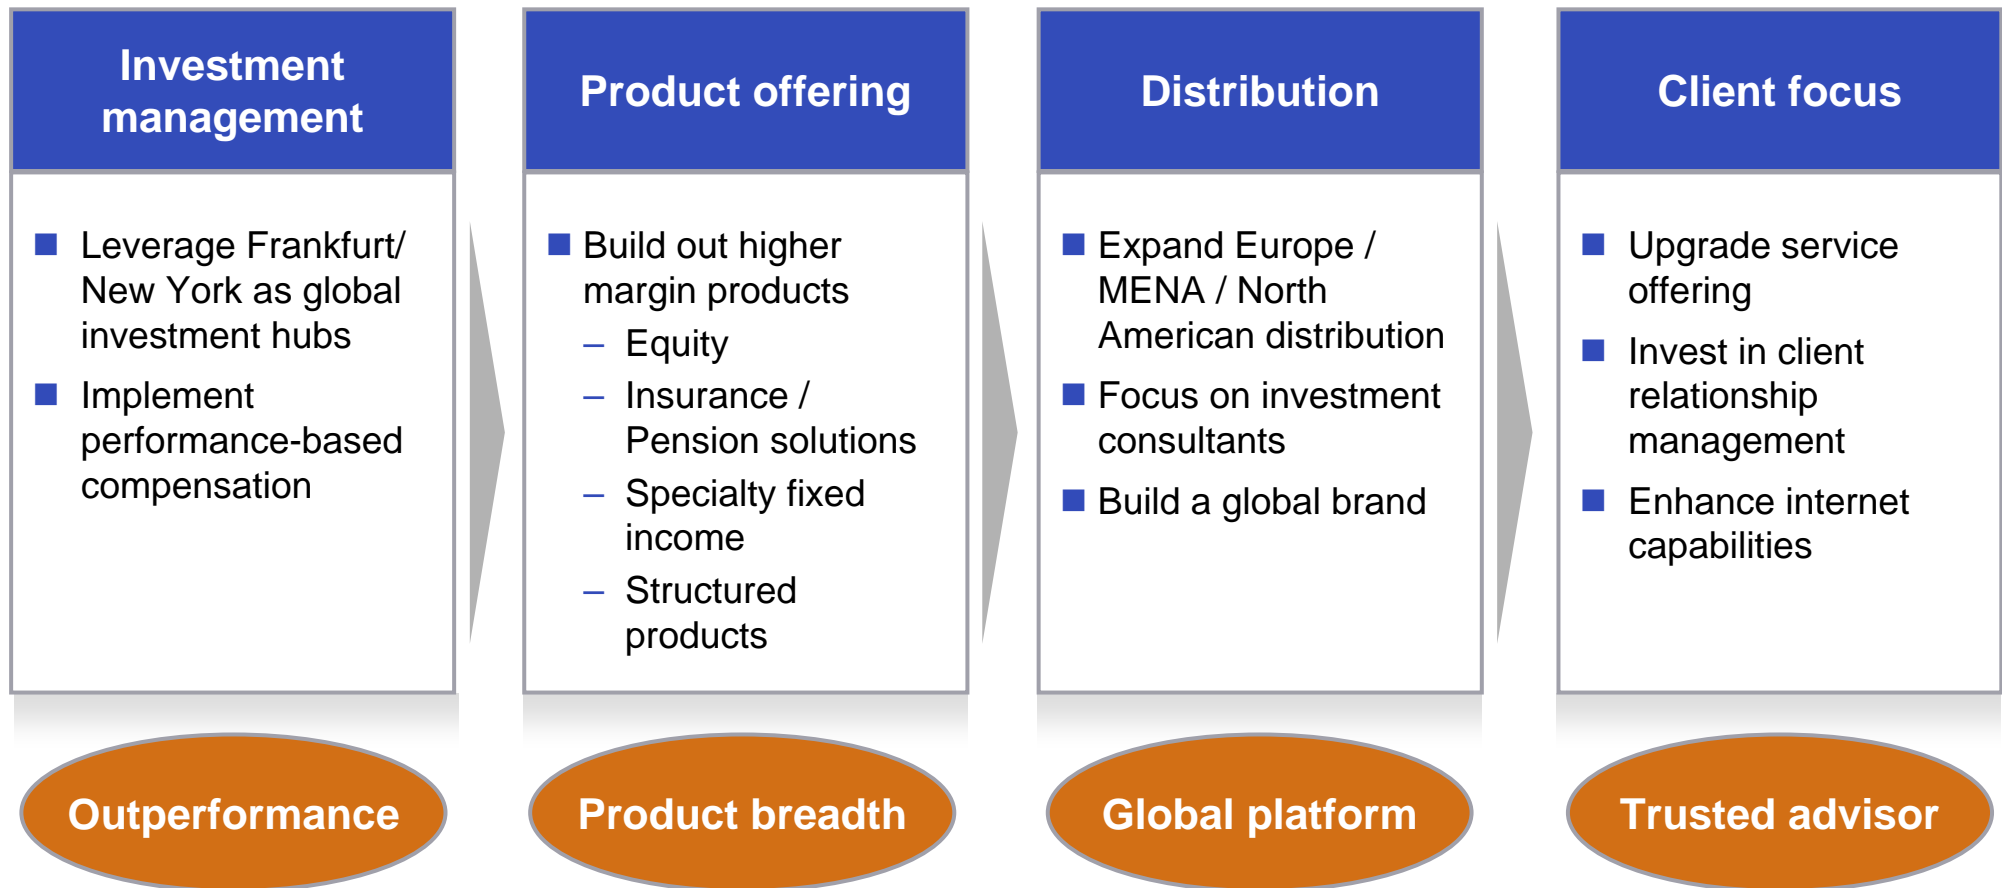 Investment
management
Leverage Frankfurt/
New York as global
investment hubs
Implement
performance-based
compensation
Outperformance
Product offering
Build out higher
margin products
– Equity
– Insurance /
Pension solutions
– Specialty fixed
income
– Structured
products
Product breadth
Distribution
Expand Europe /
MENA / North
American distribution
Focus on investment
consultants
Build a global brand
Global platform
Client focus
Upgrade service
offering
Invest in client
relationship
management
Enhance internet
capabilities
Trusted advisor